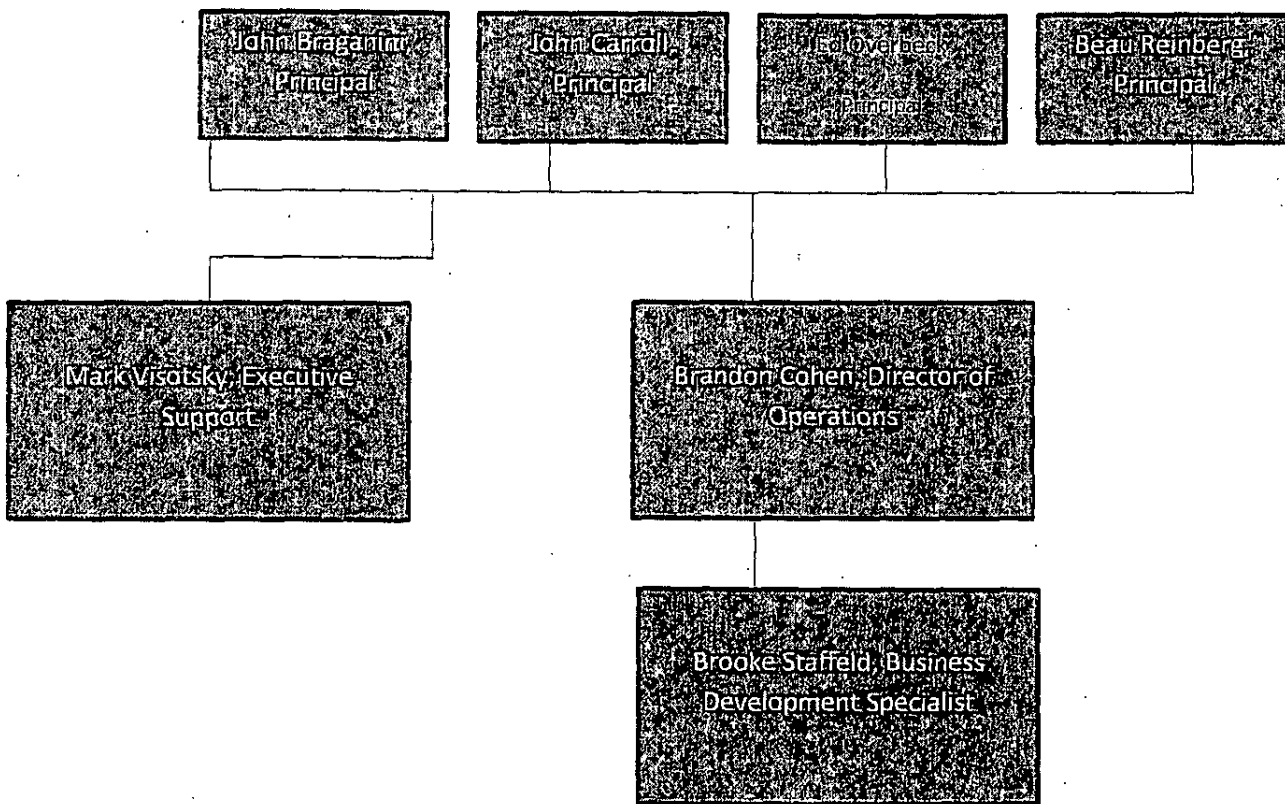 John Braganini
Principal
John Carroll
Principal
Ed Overbeck
Principal
Beau Reinberg
Principal
Mark Visotsky, Executive
Support
Brandon Cohen, Director of
Operations
Brooke Staffeld, Business
Development Specialist